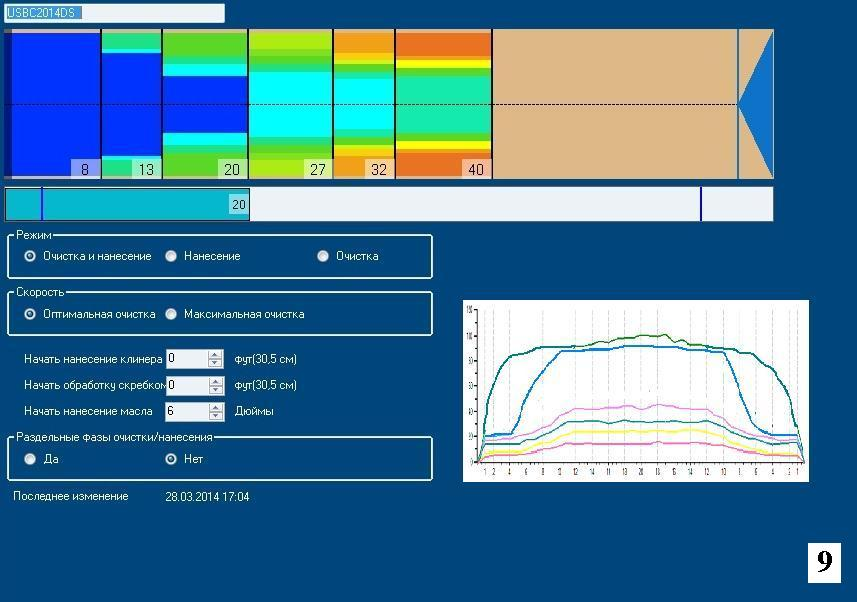 USBC2014DS
8 13 20 27 32 40
20
Режим
Очистка и нанесение Нанесение Очистка
Скорость
Оптимальная очистка Максимальная очистка
Начать нанесение клинера 0 фут(30,5 см)
Начать обработку скребком 0 фут(30,5 см)
Начать нанесение масла 6 Дюймы
Раздельные фазы очистки/нанесения
Да Нет
Последнее изменение 28.03.2014 17:04
9